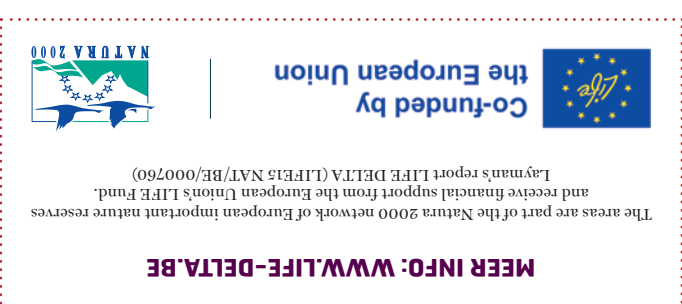 MEER INFO: WWW.LIFE-DELTA.BE
The areas are part of the Natura 2000 network of European important nature reserves
and receive financial support from the European Union's LIFE Fund.
Layman's report LIFE DELTA (LIFE15 NAT/BE/000760)
Life
Co-funded by
the European Union
NATURA 2000